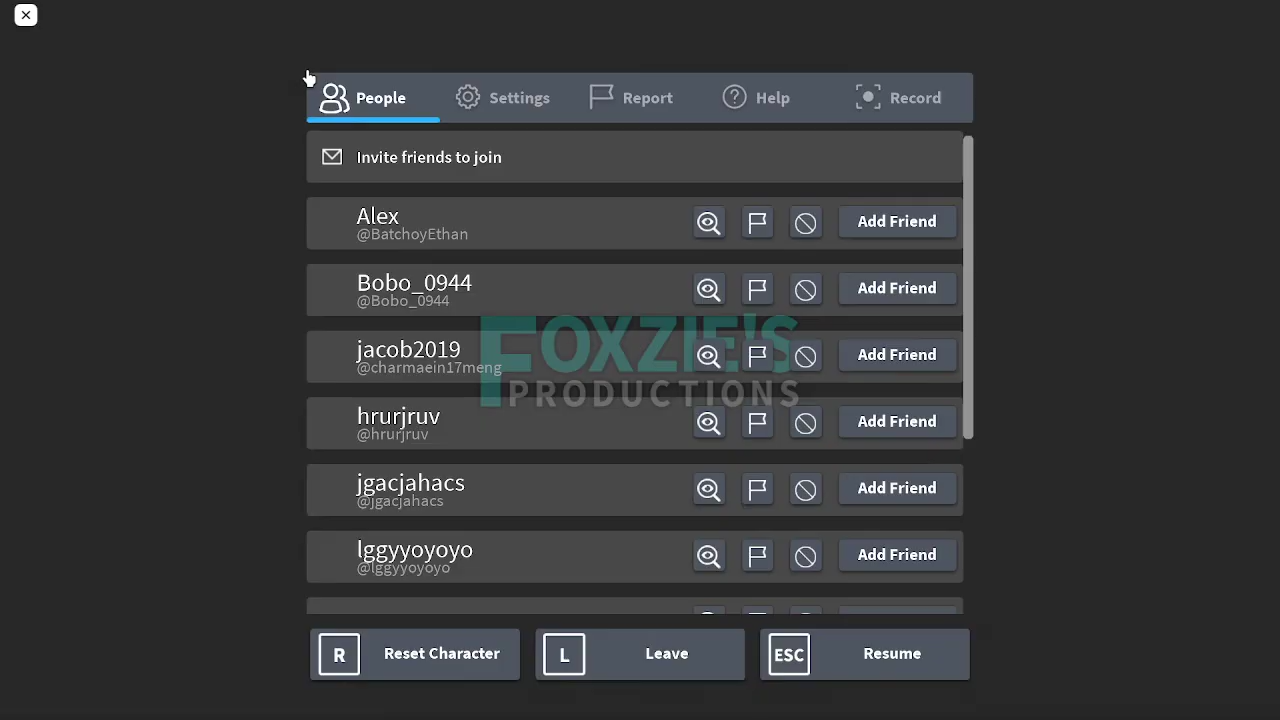 People Settings Report Help Record
Invite friends to join
Alex
@BatchoyEthan
Add Friend
Bobo_0944
@Bobo_0944
Add Friend
FOXZIE'S
PRODUCTIONS
jacob2019
@charmaein17meng
Add Friend
hrurjruv
@hrurjruv
Add Friend
jgacjahacs
@jgacjahacs
Add Friend
lggyyoyoyo
@lggyyoyoyo
Add Friend
R Reset Character L Leave ESC Resume